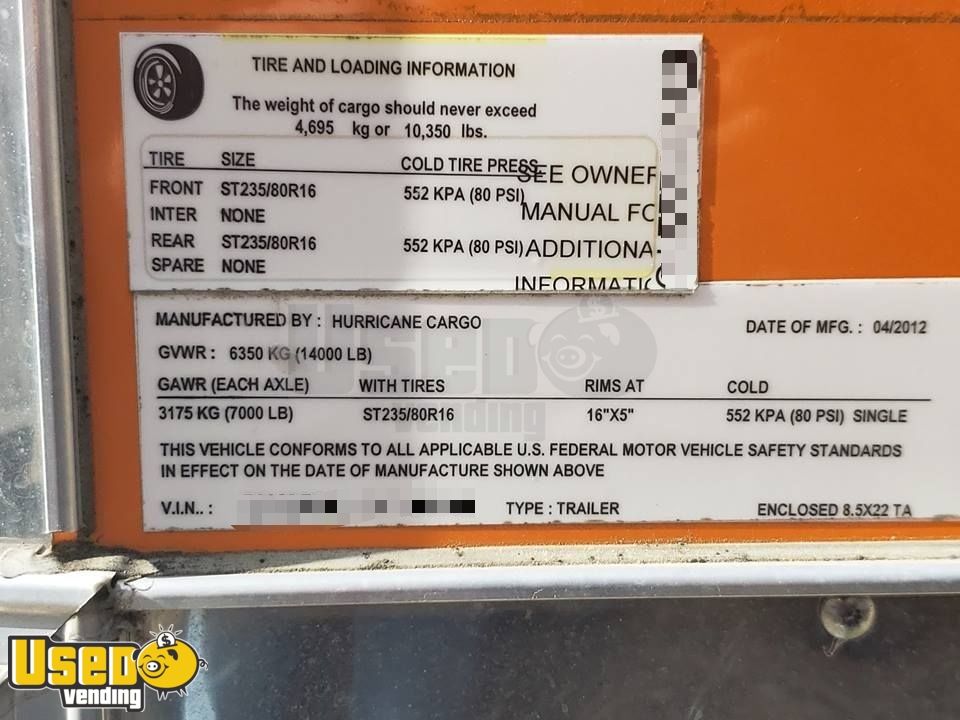 TIRE AND LOADING INFORMATION
The weight of cargo should never exceed
4,695 kg or 10,350 lbs.
TIRE SIZE COLD TIRE PRESS.
FRONT ST235/80R16 552 KPA (80 PSI)
INTER NONE
REAR ST235/80R16 552 KPA (80 PSI)
SPARE NONE
SEE OWNER
MANUAL FO
ADDITIONA
INFORMATIO
MANUFACTURED BY : HURRICANE CARGO
DATE OF MFG. : 04/2012
GVWR : 6350 KG (14000 LB)
GAWR (EACH AXLE) WITH TIRES RIMS AT COLD
3175 KG (7000 LB) ST235/80R16 16"X5" 552 KPA (80 PSI) SINGLE
THIS VEHICLE CONFORMS TO ALL APPLICABLE U.S. FEDERAL MOTOR VEHICLE SAFETY STANDARDS
IN EFFECT ON THE DATE OF MANUFACTURE SHOWN ABOVE
V.I.N.. : TYPE : TRAILER ENCLOSED 8.5X22 TA
USED
vending
USED
vending